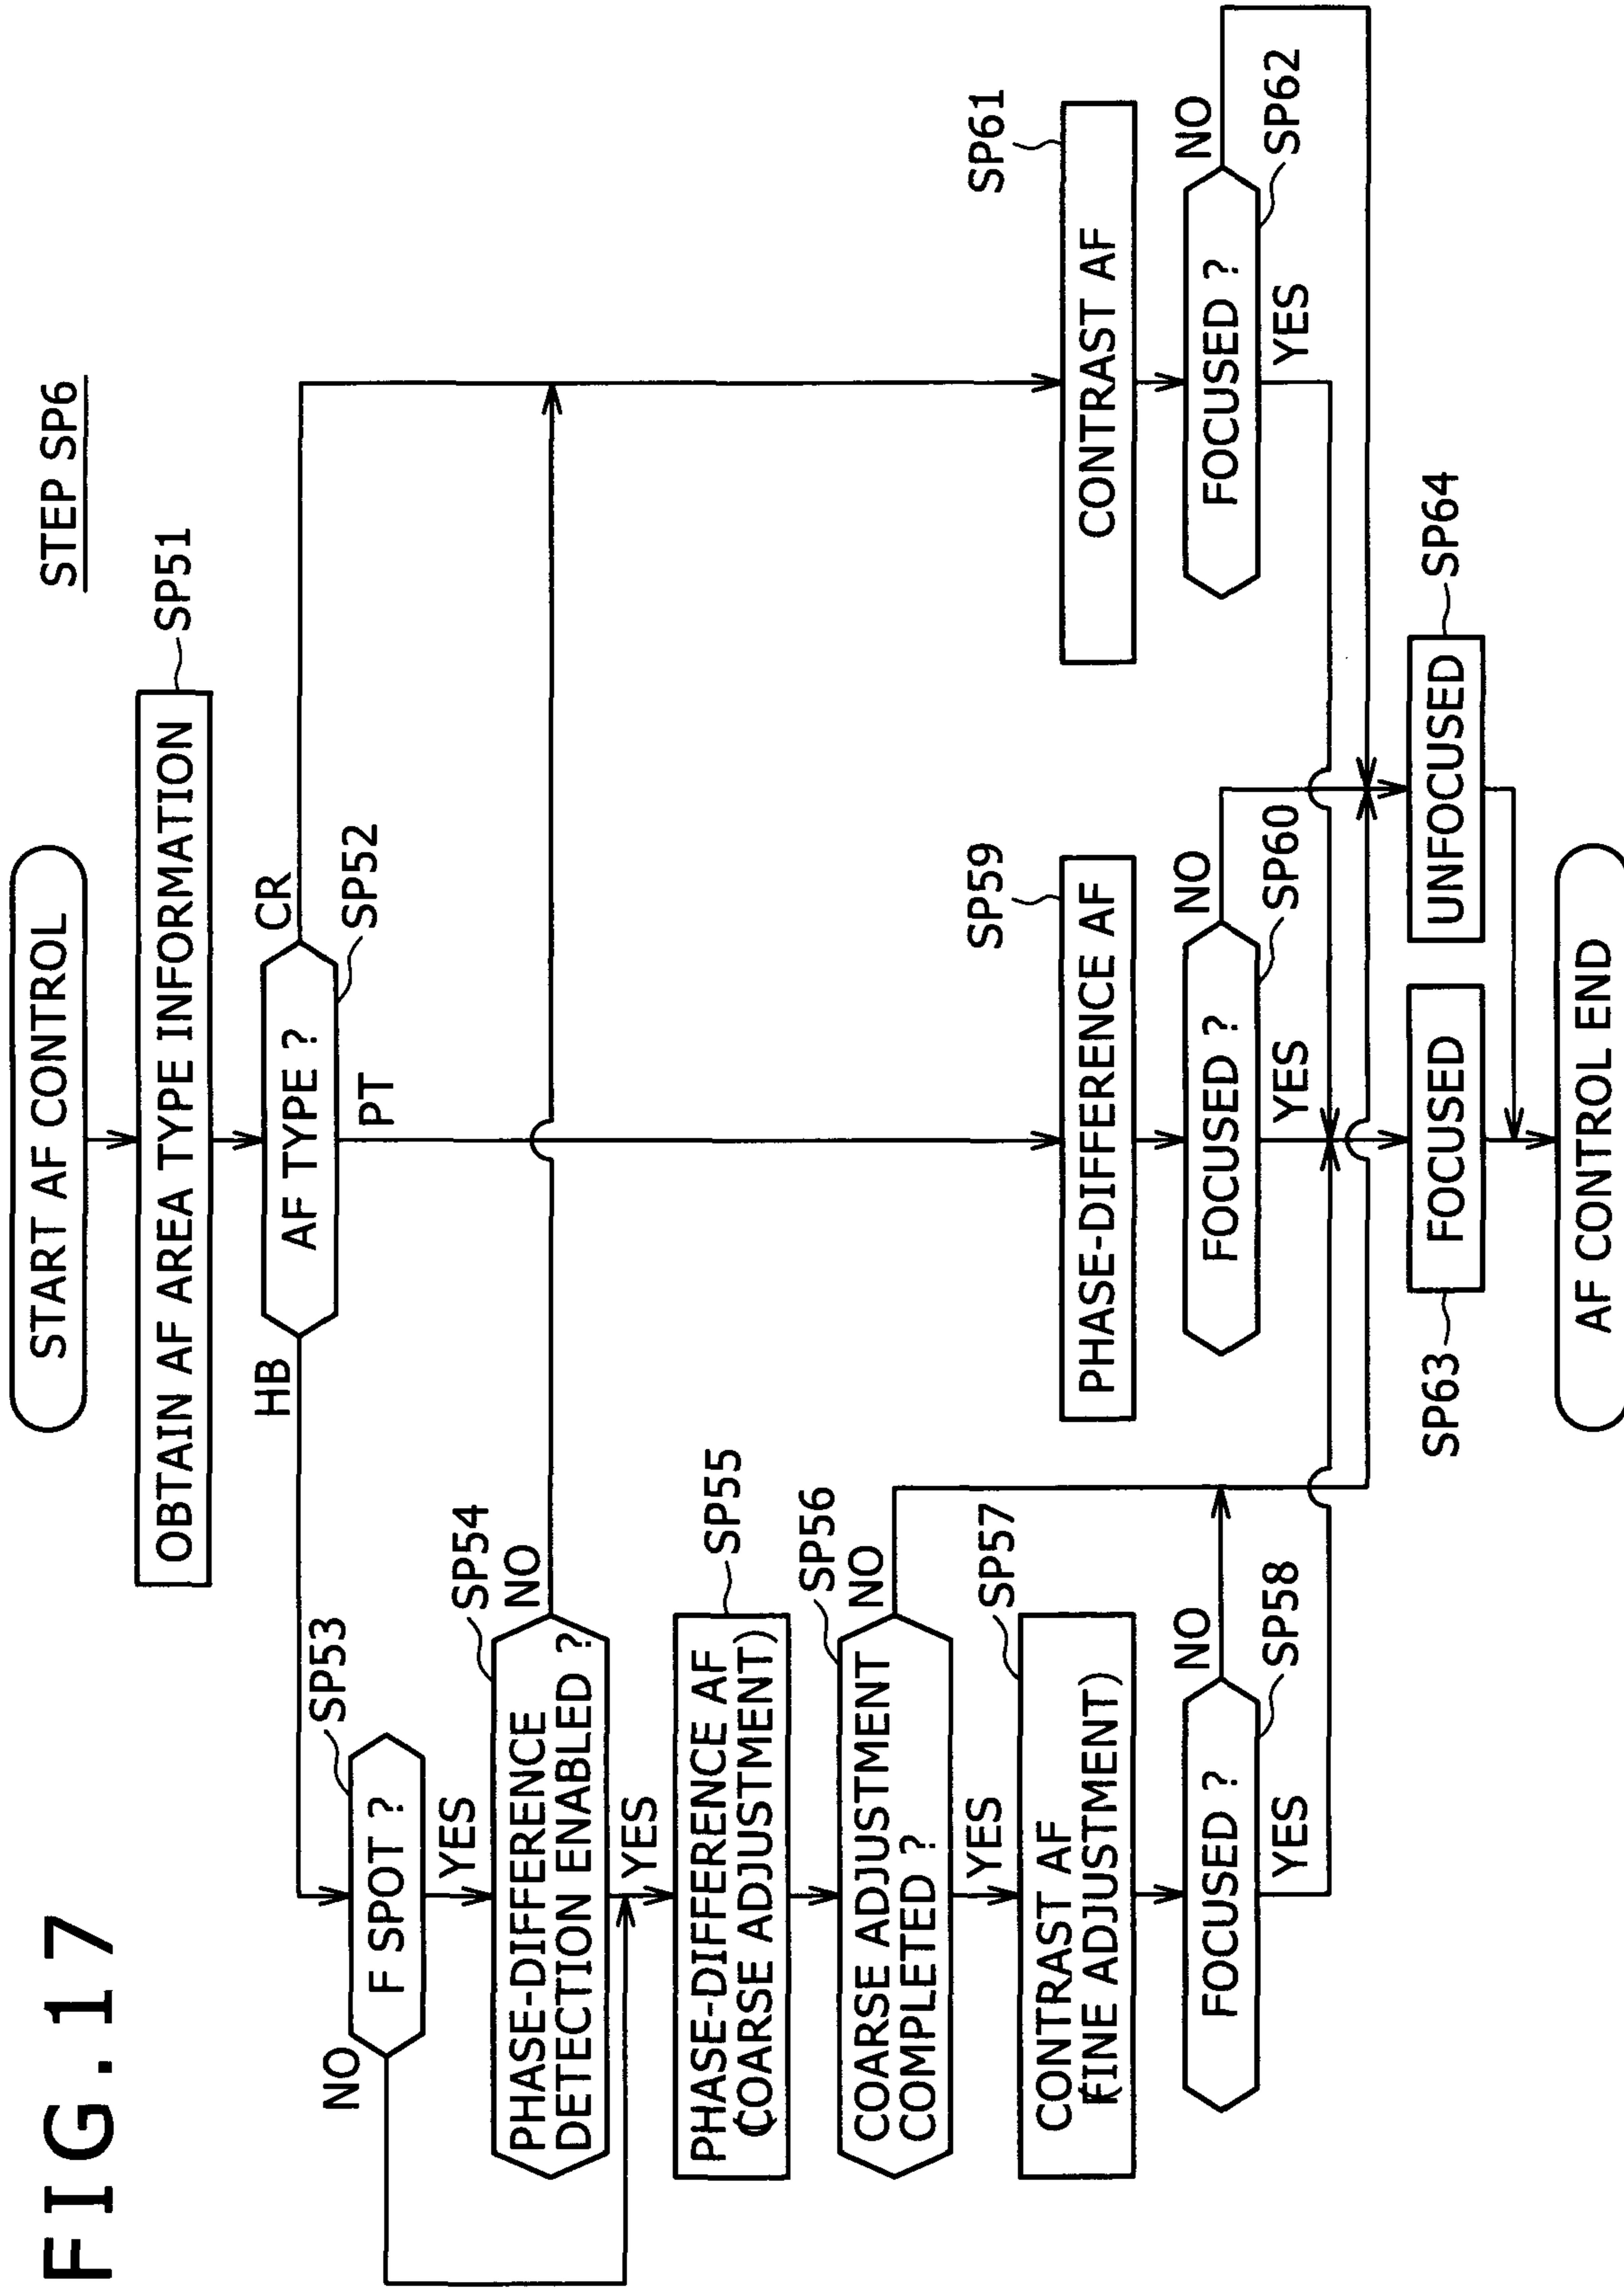 FIG.17
STEP SP6
START AF CONTROL
OBTAIN AF AREA TYPE INFORMATION
SP51
AF TYPE ?
SP52
HB
PT
CR
F SPOT ?
SP53
NO
YES
PHASE-DIFFERENCE
DETECTION ENABLED ?
SP54
NO
YES
PHASE-DIFFERENCE AF
(COARSE ADJUSTMENT)
SP55
COARSE ADJUSTMENT
COMPLETED ?
SP56
NO
YES
CONTRAST AF
(FINE ADJUSTMENT)
SP57
FOCUSED ?
SP58
NO
YES
PHASE-DIFFERENCE AF
SP59
FOCUSED ?
SP60
NO
YES
CONTRAST AF
SP61
FOCUSED ?
SP62
NO
YES
FOCUSED
SP63
UNFOCUSED
SP64
AF CONTROL END